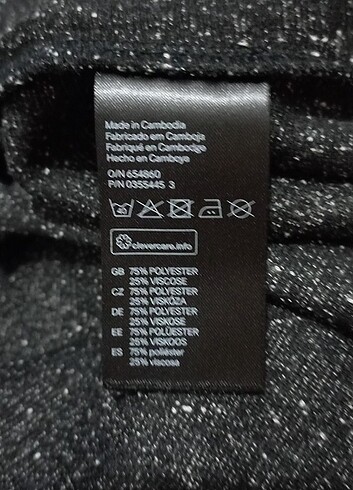 Made in Cambodia
Fabricado em Camboja
Fabriqué en Cambodge
Hecho en Camboya
O/N 654860
P/N 0355445 3
40
clevercare.info
GB 75% POLYESTER
25% VISCOSE
CZ 75% POLYESTER
25% VISKÓZA
DE 75% POLYESTER
25% VISKOSE
EE 75% POLÜESTER
25% VISKOOS
ES 75% poliéster
25% viscosa